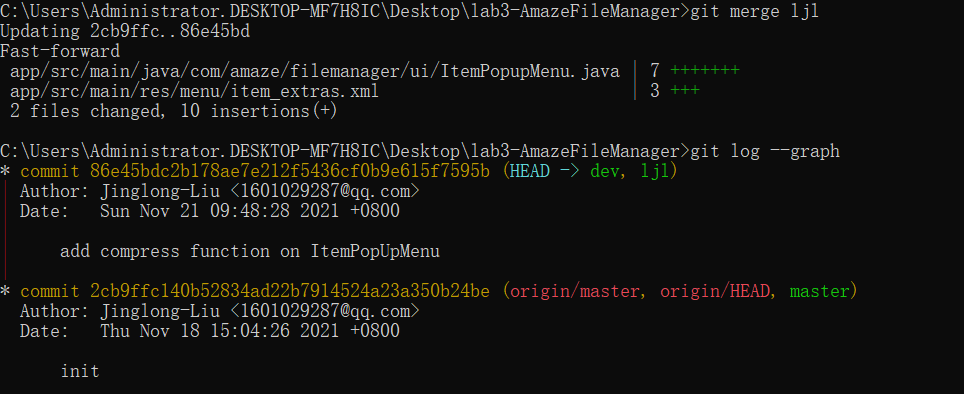 C:\Users\Administrator.DESKTOP-MF7H8IC\Desktop\lab3-AmazeFileManager>git merge ljl
Updating 2cb9ffc..86e45bd
Fast-forward
 app/src/main/java/com/amaze/filemanager/ui/ItemPopupMenu.java | 7 +++++++
 app/src/main/res/menu/item_extras.xml | 3 +++
 2 files changed, 10 insertions(+)
C:\Users\Administrator.DESKTOP-MF7H8IC\Desktop\lab3-AmazeFileManager>git log --graph
* commit 86e45bdc2b178ae7e212f5436cf0b9e615f7595b (HEAD -> dev, ljl)
| Author: Jinglong-Liu <1601029287@qq.com>
| Date:   Sun Nov 21 09:48:28 2021 +0800
|
|     add compress function on ItemPopUpMenu
|
* commit 2cb9ffc140b52834ad22b7914524a23a350b24be (origin/master, origin/HEAD, master)
  Author: Jinglong-Liu <1601029287@qq.com>
  Date:   Thu Nov 18 15:04:26 2021 +0800
      init